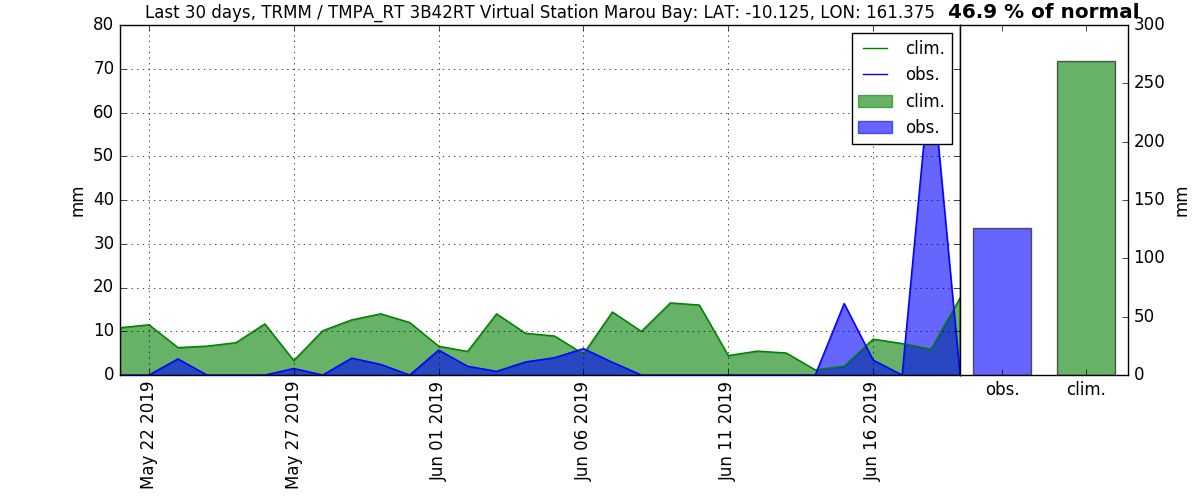 Last 30 days, TRMM / TMPA_RT 3B42RT Virtual Station Marou Bay: LAT: -10.125, LON: 161.375
46.9 % of normal
80
70
60
50
40
30
20
10
0
mm
clim.
obs.
clim.
obs.
May 22 2019
May 27 2019
Jun 01 2019
Jun 06 2019
Jun 11 2019
Jun 16 2019
300
250
200
150
100
50
0
mm
obs.
clim.